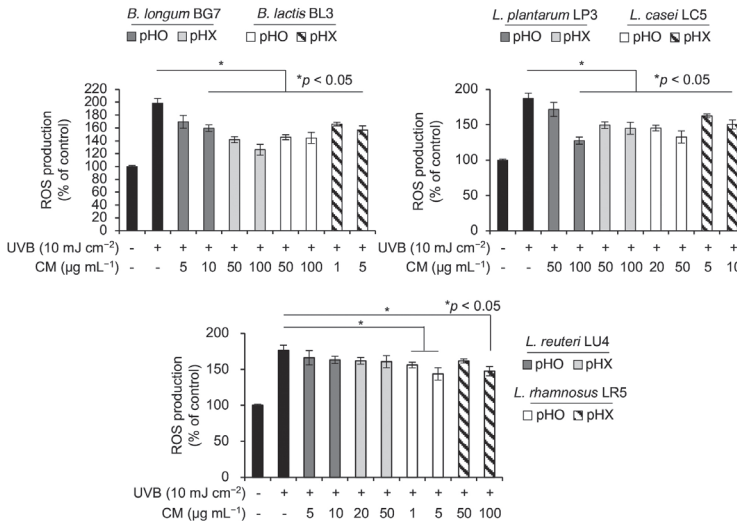 B. longum BG7 B. lactis BL3
pHO pHX pHO pHX
*
*p < 0.05
ROS production
(% of control)
220
200
180
160
140
120
100
80
60
40
20
0
UVB (10 mJ cm⁻²) - + + + + + + + + +
CM (μg mL⁻¹) - - 5 10 50 100 50 100 1 5
L. plantarum LP3 L. casei LC5
pHO pHX pHO pHX
*
*p < 0.05
ROS production
(% of control)
200
150
100
50
0
UVB (10 mJ cm⁻²) - + + + + + + + + +
CM (μg mL⁻¹) - - 50 100 50 100 20 50 5 10
*
*p < 0.05
*
ROS production
(% of control)
200
150
100
50
0
UVB (10 mJ cm⁻²) - + + + + + + + + +
CM (μg mL⁻¹) - - 5 10 20 50 1 5 50 100
L. reuteri LU4
pHO pHX
L. rhamnosus LR5
pHO pHX